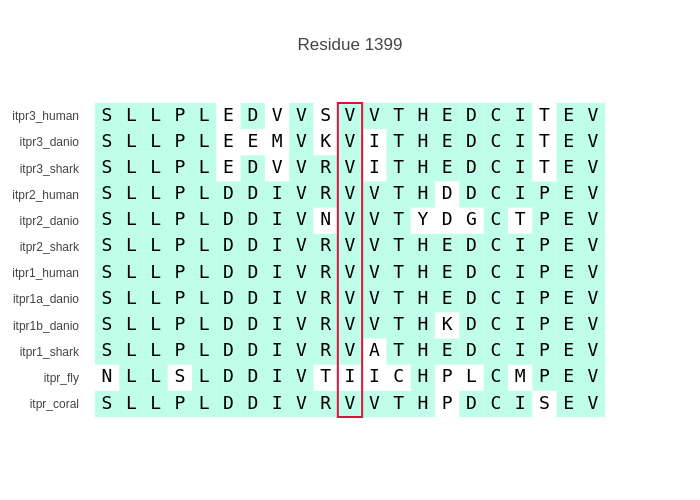 Residue 1399
itpr3_human S L L P L E D V V S V V T H E D C I T E V
itpr3_danio S L L P L E E M V K V I T H E D C I T E V
itpr3_shark S L L P L E D V V R V I T H E D C I T E V
itpr2_human S L L P L D D I V R V V T H D D C I P E V
itpr2_danio S L L P L D D I V N V V T Y D G C T P E V
itpr2_shark S L L P L D D I V R V V T H E D C I P E V
itpr1_human S L L P L D D I V R V V T H E D C I P E V
itpr1a_danio S L L P L D D I V R V V T H E D C I P E V
itpr1b_danio S L L P L D D I V R V V T H K D C I P E V
itpr1_shark S L L P L D D I V R V A T H E D C I P E V
itpr_fly N L L S L D D I V T I I C H P L C M P E V
itpr_coral S L L P L D D I V R V V T H P D C I S E V